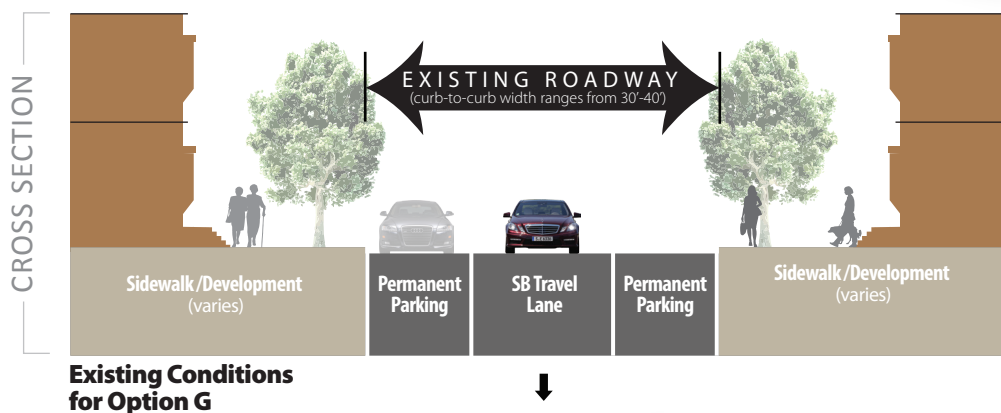 CROSS SECTION
EXISTING ROADWAY
(curb-to-curb width ranges from 30'-40')
Sidewalk/Development
(varies)
Permanent
Parking
SB Travel
Lane
Permanent
Parking
Sidewalk/Development
(varies)
Existing Conditions
for Option G